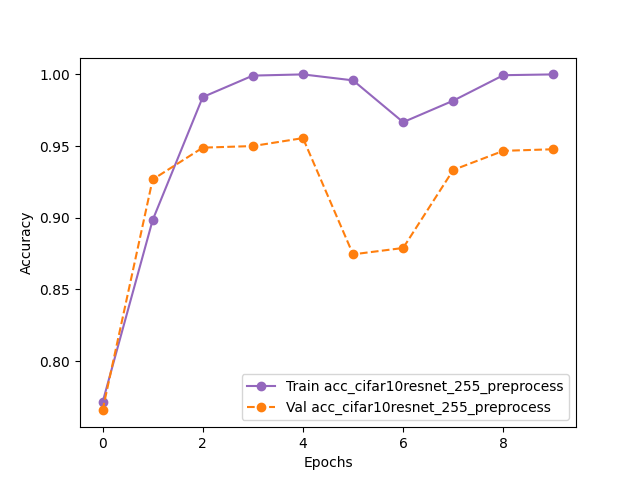 1.00
0.95
0.90
0.85
0.80
Accuracy
Train acc_cifar10resnet_255_preprocess
Val acc_cifar10resnet_255_preprocess
0 2 4 6 8
Epochs